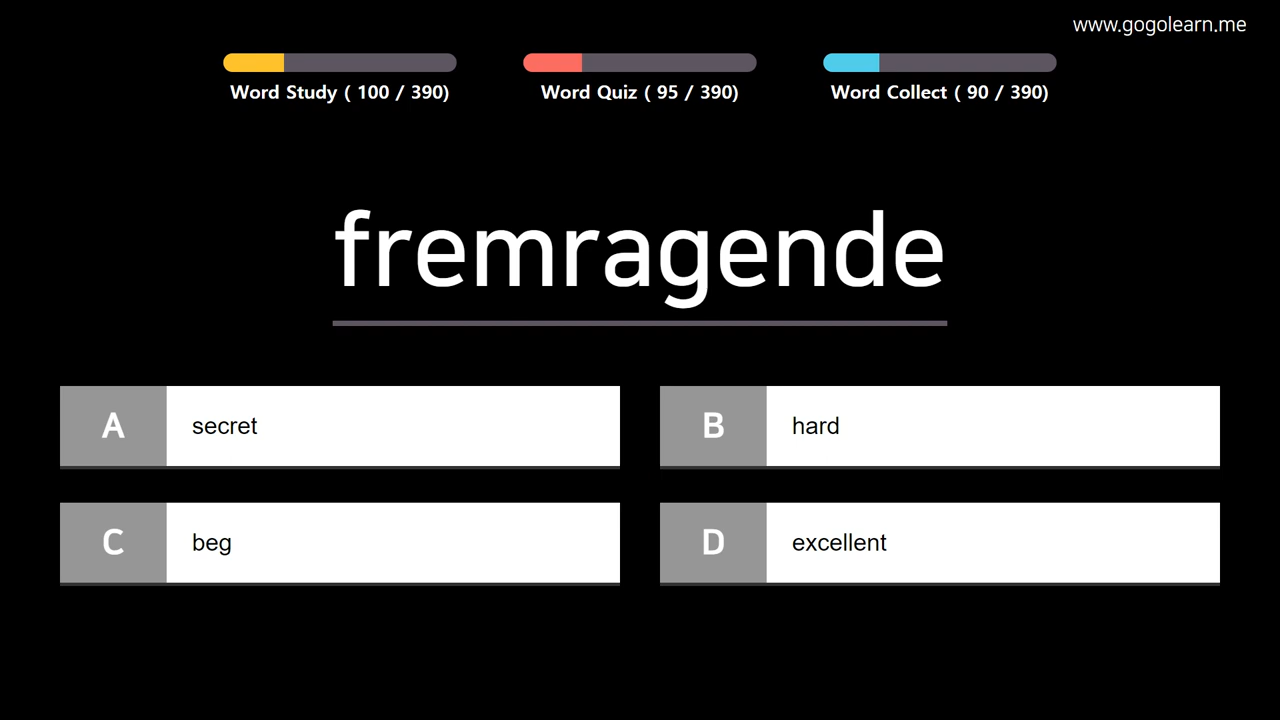 www.gogolearn.me
Word Study ( 100 / 390)
Word Quiz ( 95 / 390)
Word Collect ( 90 / 390)
fremragende
A secret
B hard
C beg
D excellent